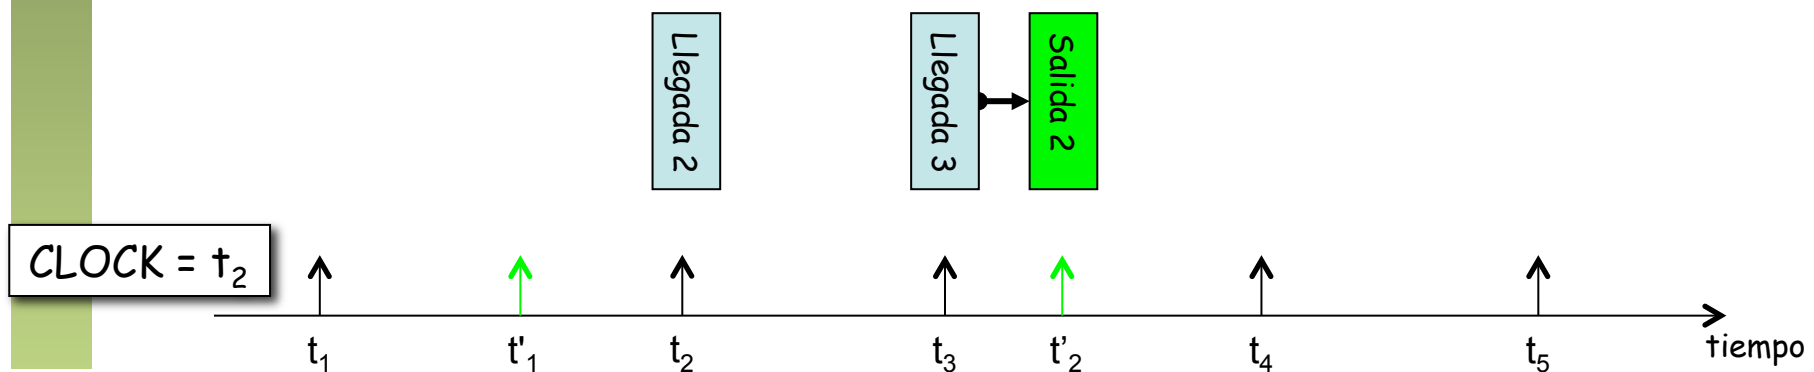 Llegada 2
Llegada 3
Salida 2
CLOCK = t₂
t₁ t'₁ t₂ t₃ t’₂ t₄ t₅ tiempo